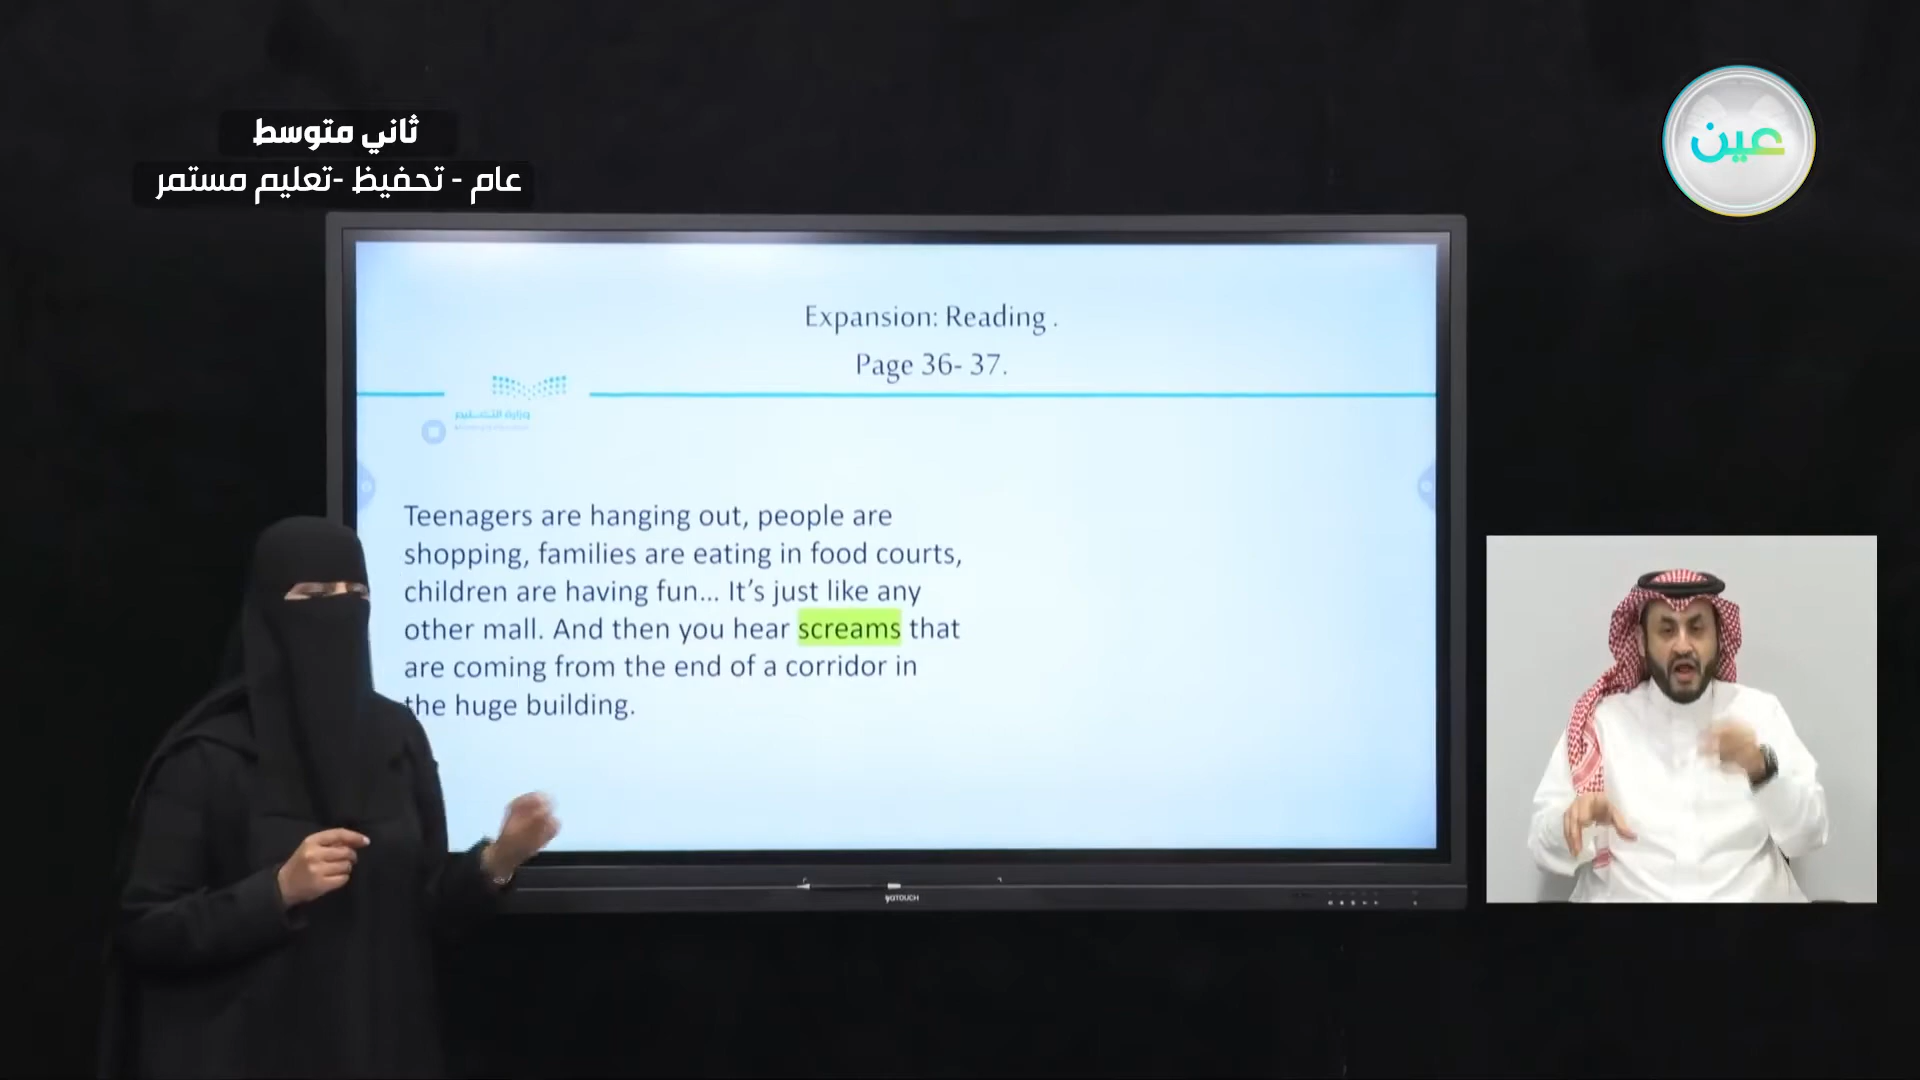 ثاني متوسط
عام - تحفيظ -تعليم مستمر
عين
Expansion: Reading .
Page 36- 37.
وزارة التعليم
Teenagers are hanging out, people are
shopping, families are eating in food courts,
children are having fun... It's just like any
other mall. And then you hear screams that
are coming from the end of a corridor in
the huge building.